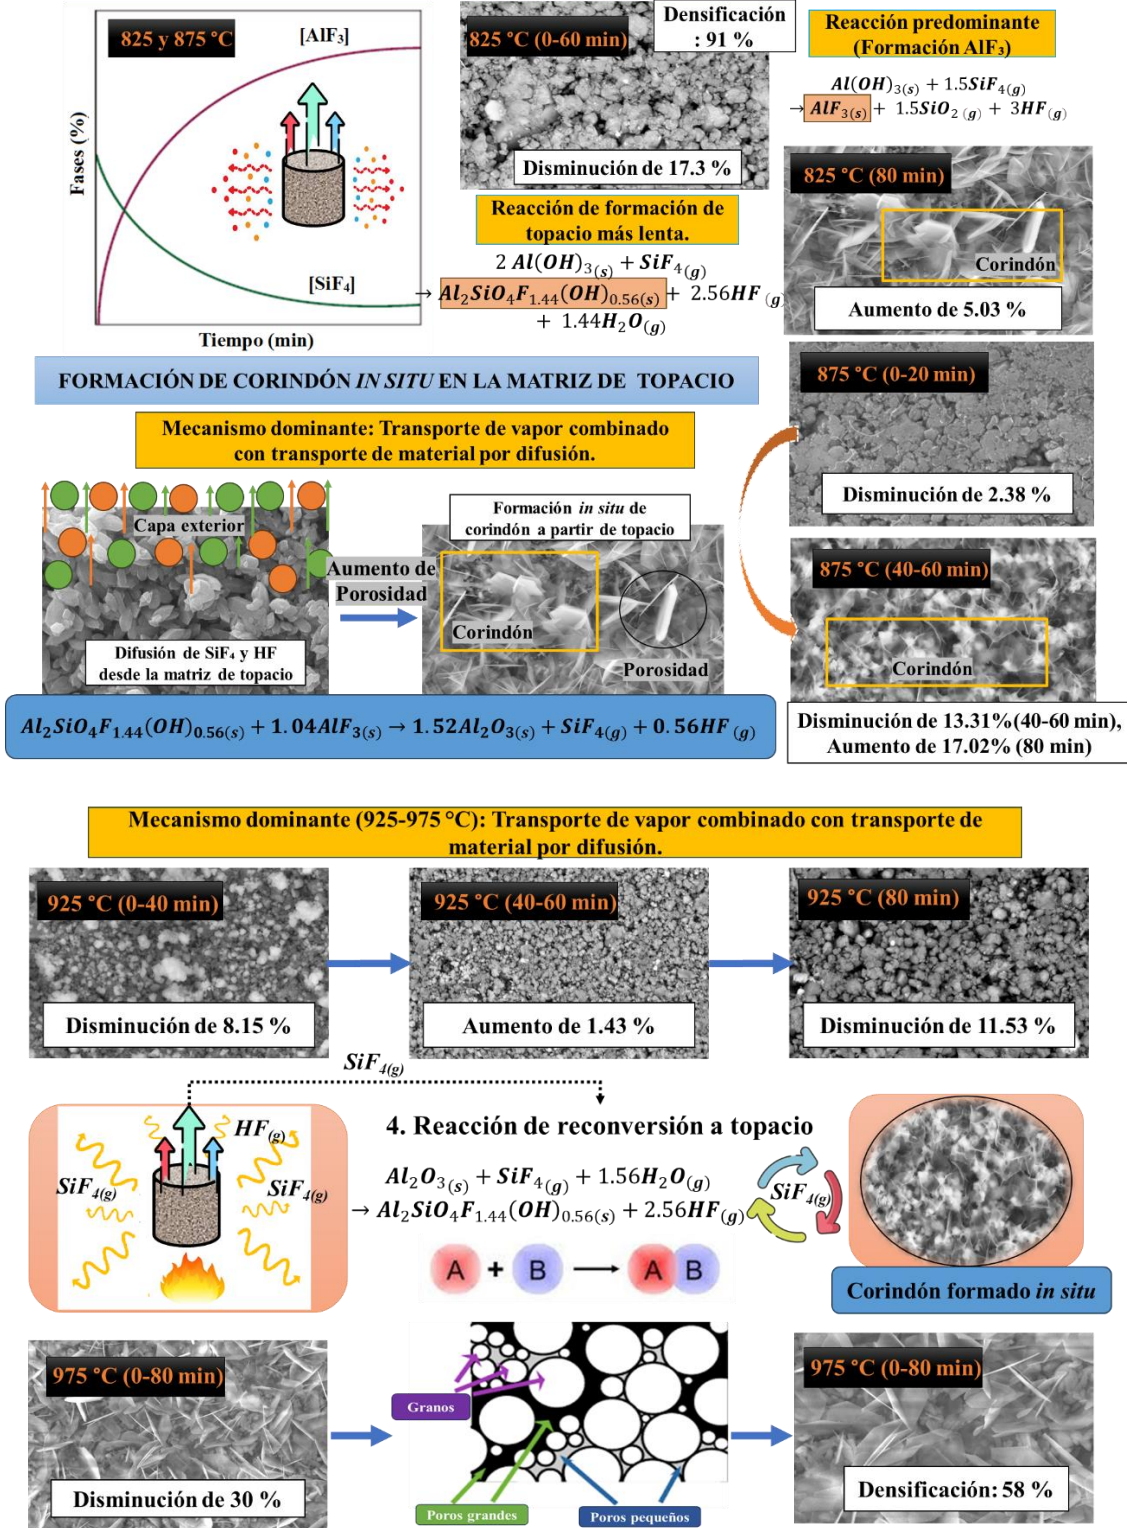 825 y 875 °C
[AlF₃]
Fases (%)
[SiF₄]
Tiempo (min)
825 °C (0-60 min)
Densificación
: 91 %
Disminución de 17.3 %
Reacción predominante
(Formación AlF₃)
Al(OH)₃₍ₛ₎ + 1.5SiF₄₍g₎
→ AlF₃₍ₛ₎ + 1.5SiO₂ ₍g₎ + 3HF₍g₎
Reacción de formación de
topacio más lenta.
2 Al(OH)₃₍ₛ₎ + SiF₄₍g₎
→ Al₂SiO₄F₁.₄₄(OH)₀.₅₆₍ₛ₎ + 2.56HF ₍g₎
+ 1.44H₂O₍g₎
825 °C (80 min)
Corindón
Aumento de 5.03 %
FORMACIÓN DE CORINDÓN IN SITU EN LA MATRIZ DE TOPACIO
Mecanismo dominante: Transporte de vapor combinado
con transporte de material por difusión.
875 °C (0-20 min)
Disminución de 2.38 %
Capa exterior
Difusión de SiF₄ y HF
desde la matriz de topacio
Aumento de
Porosidad
Formación in situ de
corindón a partir de topacio
Corindón
Porosidad
875 °C (40-60 min)
Corindón
Disminución de 13.31%(40-60 min),
Aumento de 17.02% (80 min)
Al₂SiO₄F₁.₄₄(OH)₀.₅₆₍ₛ₎ + 1.04AlF₃₍ₛ₎ → 1.52Al₂O₃₍ₛ₎ + SiF₄₍g₎ + 0.56HF ₍g₎
Mecanismo dominante (925-975 °C): Transporte de vapor combinado con transporte de
material por difusión.
925 °C (0-40 min)
Disminución de 8.15 %
925 °C (40-60 min)
Aumento de 1.43 %
925 °C (80 min)
Disminución de 11.53 %
SiF₄₍g₎
HF₍g₎
SiF₄₍g₎
SiF₄₍g₎
4. Reacción de reconversión a topacio
Al₂O₃₍ₛ₎ + SiF₄₍g₎ + 1.56H₂O₍g₎
→ Al₂SiO₄F₁.₄₄(OH)₀.₅₆₍ₛ₎ + 2.56HF₍g₎
SiF₄₍g₎
A + B → A B
Corindón formado in situ
975 °C (0-80 min)
Disminución de 30 %
Granos
Poros grandes
Poros pequeños
975 °C (0-80 min)
Densificación: 58 %